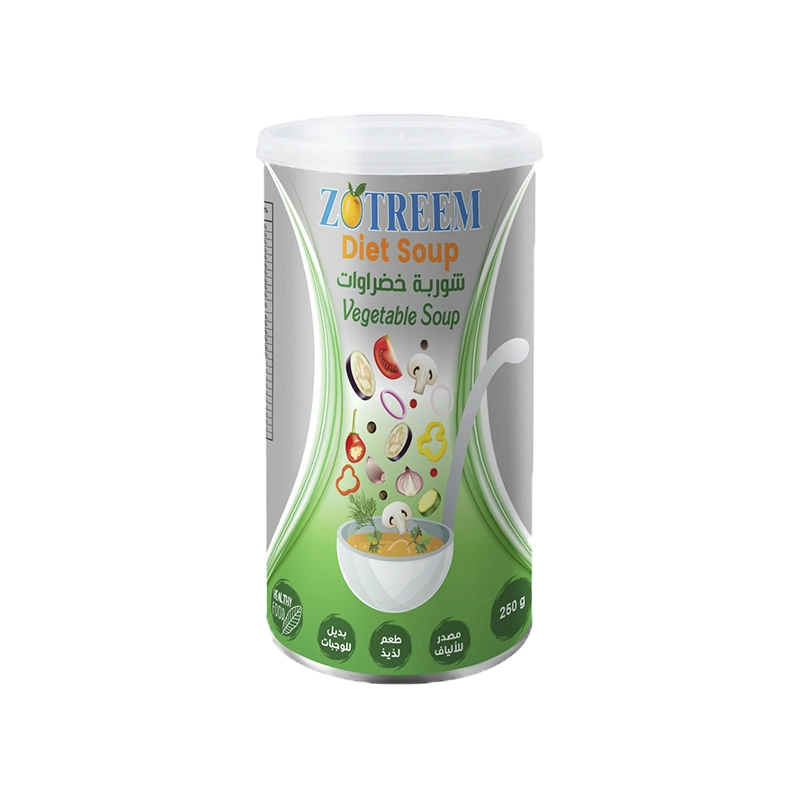 ZOTREEM
Diet Soup
شوربة خضراوات
Vegetable Soup
HEALTHY
FOOD
بديل
للوجبات
طعم
لذيذ
مصدر
للألياف
250 g